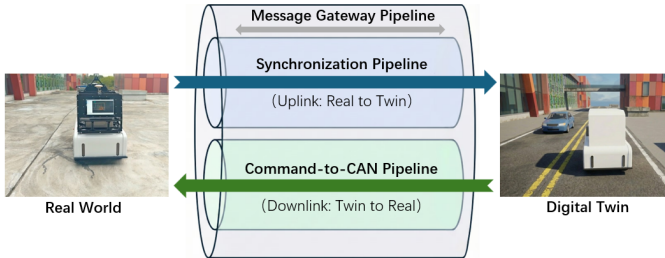 Message Gateway Pipeline
Synchronization Pipeline
(Uplink: Real to Twin)
Command-to-CAN Pipeline
(Downlink: Twin to Real)
Real World
Digital Twin